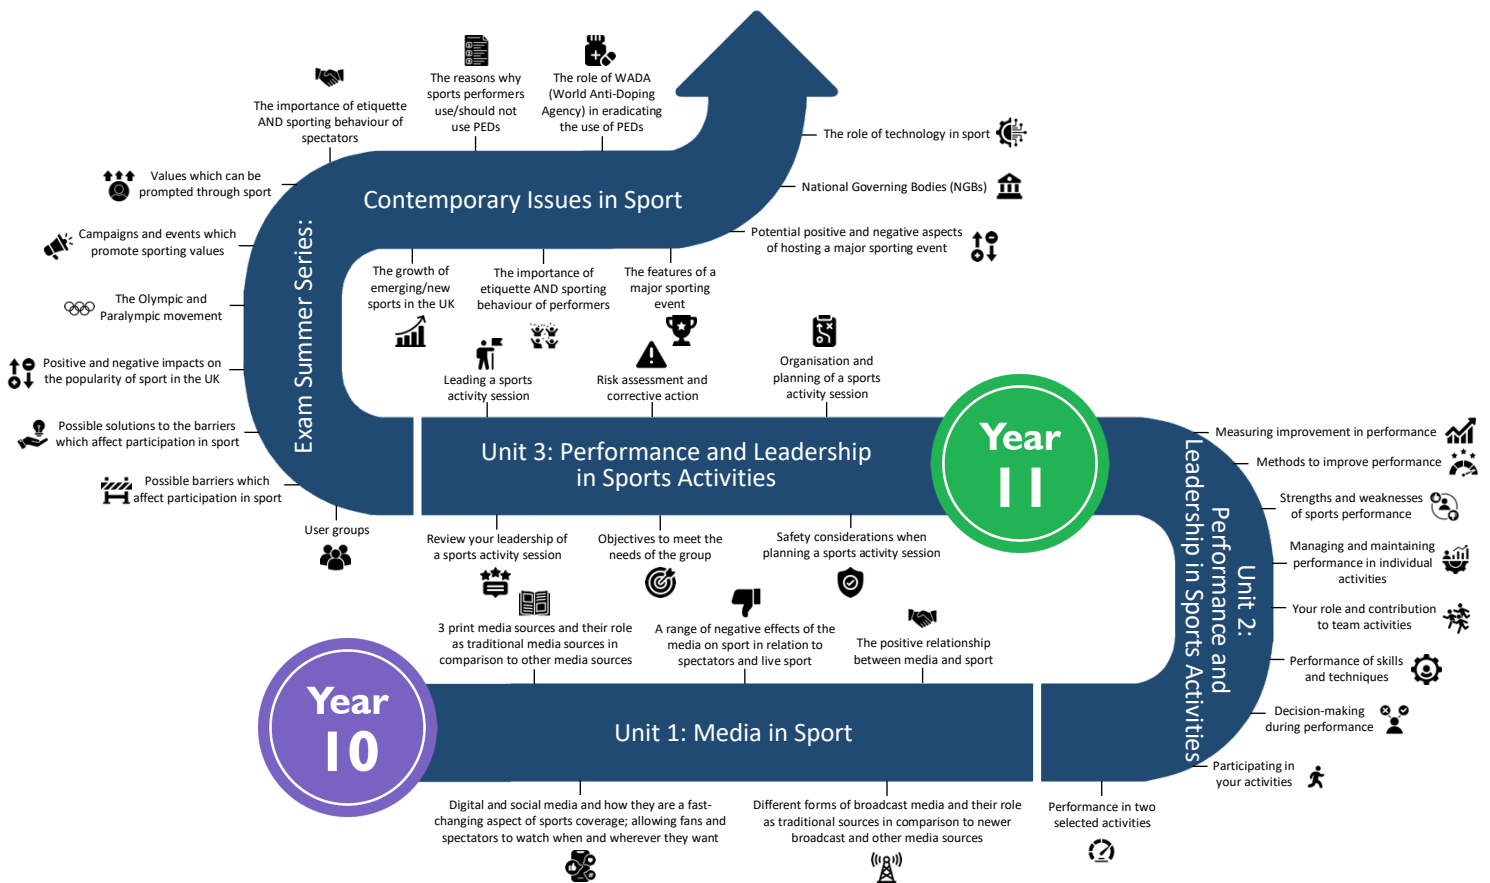 The importance of etiquette
AND sporting behaviour of
spectators
The reasons why
sports performers
use/should not
use PEDs
The role of WADA
(World Anti-Doping
Agency) in eradicating
the use of PEDs
The role of technology in sport
National Governing Bodies (NGBs)
Potential positive and negative aspects
of hosting a major sporting event
Values which can be
prompted through sport
Campaigns and events which
promote sporting values
The Olympic and
Paralympic movement
Positive and negative impacts on
the popularity of sport in the UK
Possible solutions to the barriers
which affect participation in sport
Possible barriers which
affect participation in sport
User groups
Exam Summer Series:
Contemporary Issues in Sport
The growth of
emerging/new
sports in the UK
The importance of
etiquette AND sporting
behaviour of performers
The features of a
major sporting
event
Leading a sports
activity session
Risk assessment and
corrective action
Organisation and
planning of a sports
activity session
Unit 3: Performance and Leadership
in Sports Activities
Year
11
Review your leadership of
a sports activity session
Objectives to meet the
needs of the group
Safety considerations when
planning a sports activity session
Measuring improvement in performance
Methods to improve performance
Strengths and weaknesses
of sports performance
Managing and maintaining
performance in individual
activities
Your role and contribution
to team activities
Performance of skills
and techniques
Decision-making
during performance
Participating in
your activities
Unit 2:
Performance and
Leadership in Sports Activities
3 print media sources and their role
as traditional media sources in
comparison to other media sources
A range of negative effects of the
media on sport in relation to
spectators and live sport
The positive relationship
between media and sport
Year
10
Unit 1: Media in Sport
Digital and social media and how they are a fast-
changing aspect of sports coverage; allowing fans and
spectators to watch when and wherever they want
Different forms of broadcast media and their role
as traditional sources in comparison to newer
broadcast and other media sources
Performance in two
selected activities